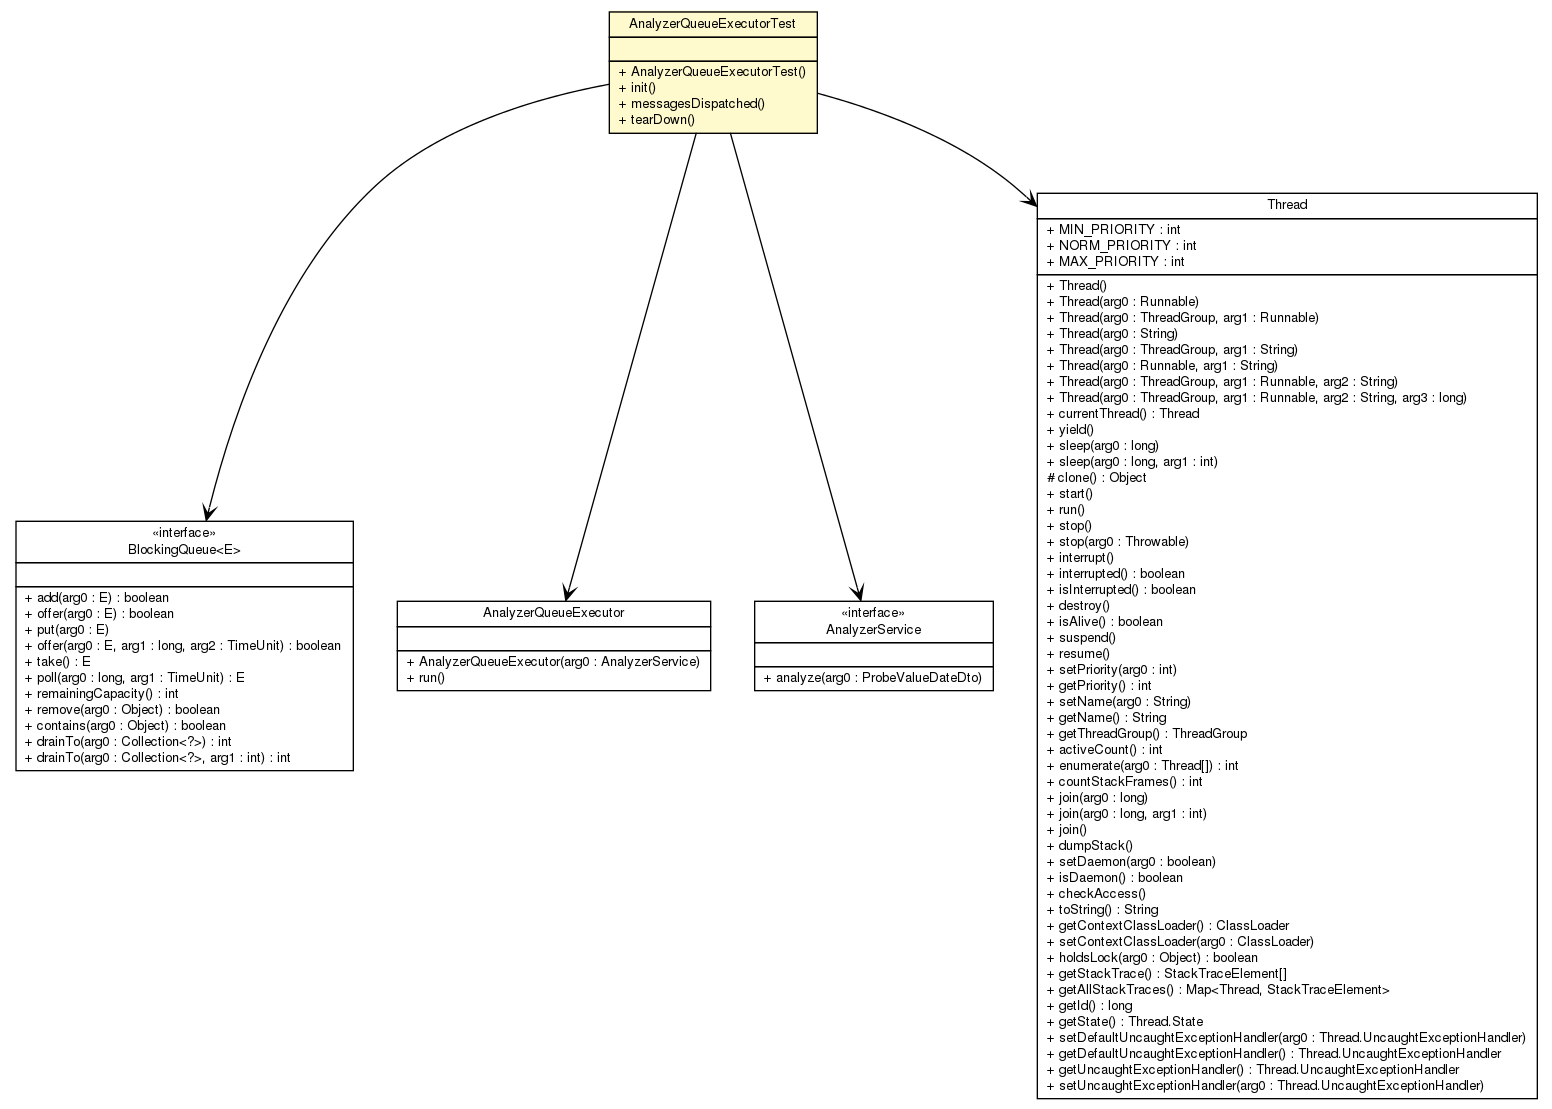 AnalyzerQueueExecutorTest
+ AnalyzerQueueExecutorTest()
+ init()
+ messagesDispatched()
+ tearDown()
«interface»
BlockingQueue<E>
+ add(arg0 : E) : boolean
+ offer(arg0 : E) : boolean
+ put(arg0 : E)
+ offer(arg0 : E, arg1 : long, arg2 : TimeUnit) : boolean
+ take() : E
+ poll(arg0 : long, arg1 : TimeUnit) : E
+ remainingCapacity() : int
+ remove(arg0 : Object) : boolean
+ contains(arg0 : Object) : boolean
+ drainTo(arg0 : Collection<?>) : int
+ drainTo(arg0 : Collection<?>, arg1 : int) : int
AnalyzerQueueExecutor
+ AnalyzerQueueExecutor(arg0 : AnalyzerService)
+ run()
«interface»
AnalyzerService
+ analyze(arg0 : ProbeValueDateDto)
Thread
+ MIN_PRIORITY : int
+ NORM_PRIORITY : int
+ MAX_PRIORITY : int
+ Thread()
+ Thread(arg0 : Runnable)
+ Thread(arg0 : ThreadGroup, arg1 : Runnable)
+ Thread(arg0 : String)
+ Thread(arg0 : ThreadGroup, arg1 : String)
+ Thread(arg0 : Runnable, arg1 : String)
+ Thread(arg0 : ThreadGroup, arg1 : Runnable, arg2 : String)
+ Thread(arg0 : ThreadGroup, arg1 : Runnable, arg2 : String, arg3 : long)
+ currentThread() : Thread
+ yield()
+ sleep(arg0 : long)
+ sleep(arg0 : long, arg1 : int)
# clone() : Object
+ start()
+ run()
+ stop()
+ stop(arg0 : Throwable)
+ interrupt()
+ interrupted() : boolean
+ isInterrupted() : boolean
+ destroy()
+ isAlive() : boolean
+ suspend()
+ resume()
+ setPriority(arg0 : int)
+ getPriority() : int
+ setName(arg0 : String)
+ getName() : String
+ getThreadGroup() : ThreadGroup
+ activeCount() : int
+ enumerate(arg0 : Thread[]) : int
+ countStackFrames() : int
+ join(arg0 : long)
+ join(arg0 : long, arg1 : int)
+ join()
+ dumpStack()
+ setDaemon(arg0 : boolean)
+ isDaemon() : boolean
+ checkAccess()
+ toString() : String
+ getContextClassLoader() : ClassLoader
+ setContextClassLoader(arg0 : ClassLoader)
+ holdsLock(arg0 : Object) : boolean
+ getStackTrace() : StackTraceElement[]
+ getAllStackTraces() : Map<Thread, StackTraceElement>
+ getId() : long
+ getState() : Thread.State
+ setDefaultUncaughtExceptionHandler(arg0 : Thread.UncaughtExceptionHandler)
+ getDefaultUncaughtExceptionHandler() : Thread.UncaughtExceptionHandler
+ getUncaughtExceptionHandler() : Thread.UncaughtExceptionHandler
+ setUncaughtExceptionHandler(arg0 : Thread.UncaughtExceptionHandler)